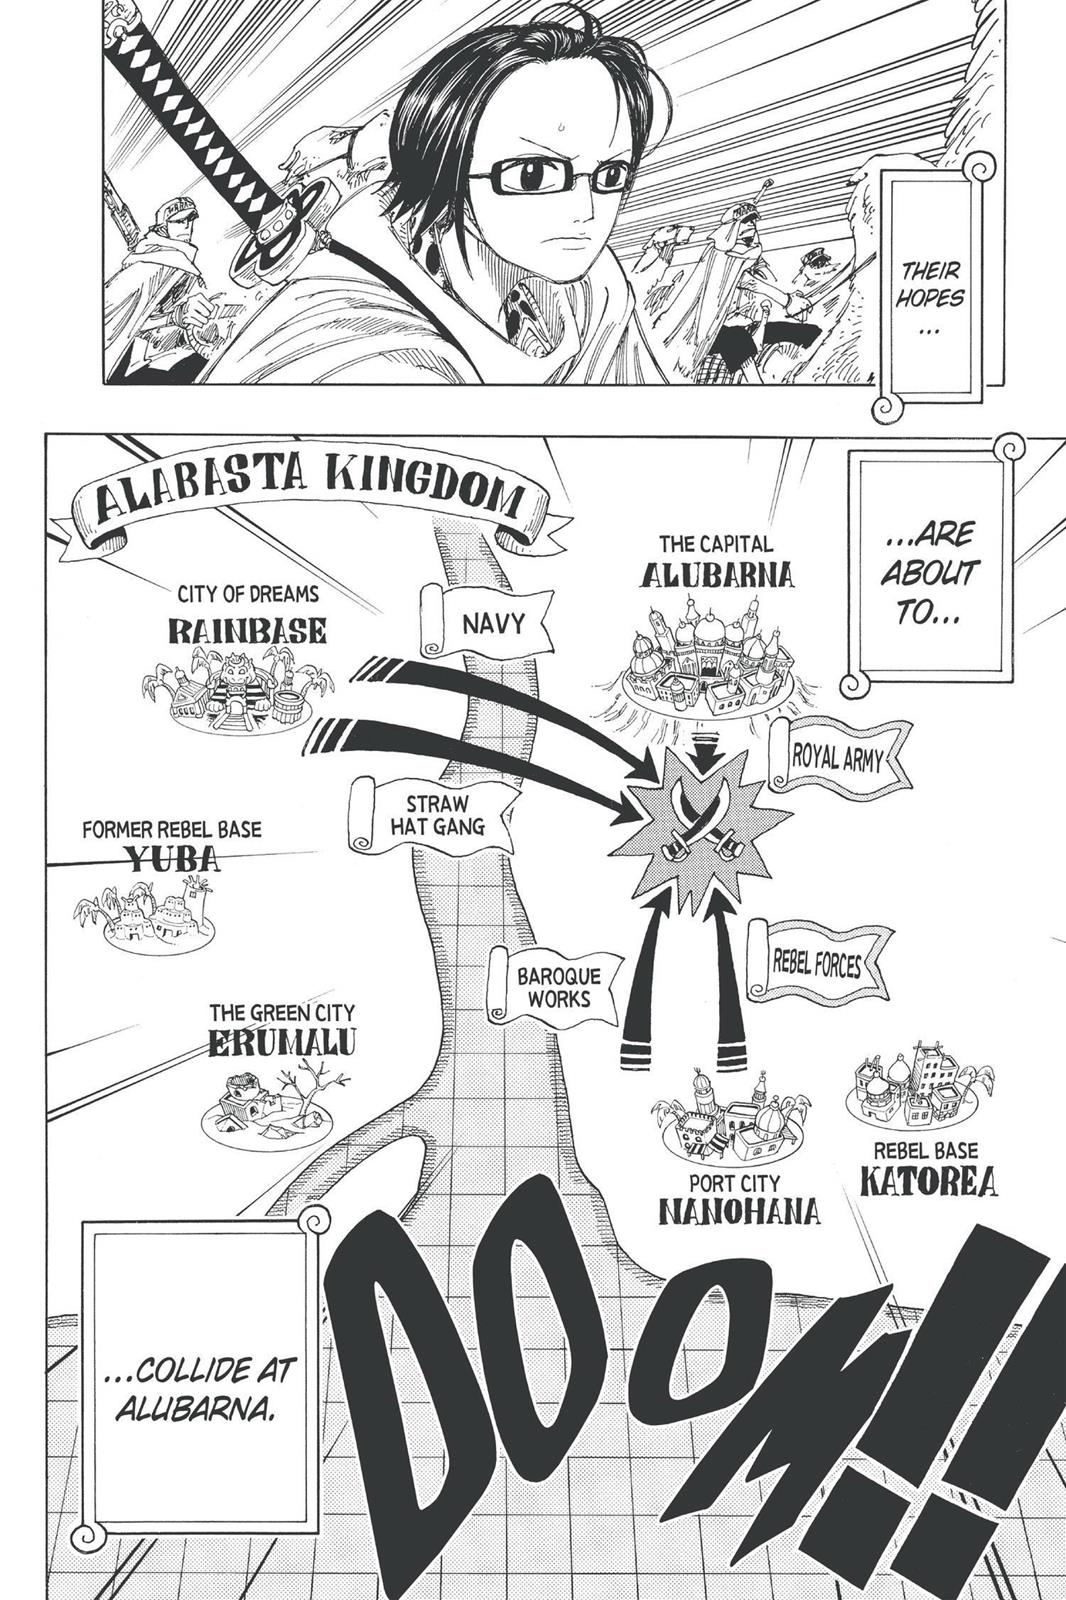 THEIR
HOPES
...
ALABASTA KINGDOM
...ARE
ABOUT
TO...
THE CAPITAL
ALUBARNA
CITY OF DREAMS
RAINBASE
NAVY
ROYAL ARMY
STRAW
HAT GANG
FORMER REBEL BASE
YUBA
REBEL FORCES
BAROQUE
WORKS
THE GREEN CITY
ERUMALU
REBEL BASE
KATOREA
PORT CITY
NANOHANA
...COLLIDE AT
ALUBARNA.
DOOM!!